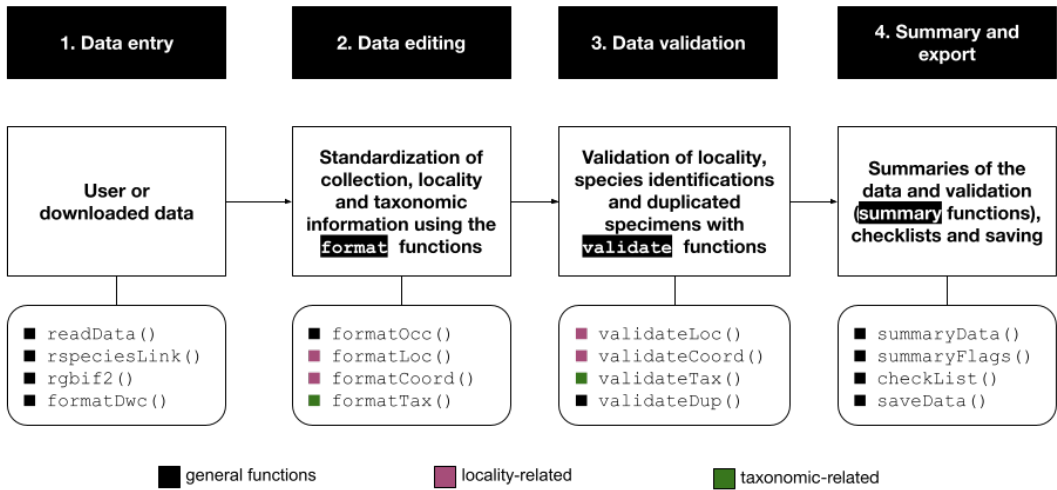 1. Data entry
2. Data editing
3. Data validation
4. Summary and
export
User or
downloaded data
Standardization of
collection, locality
and taxonomic
information using the
format functions
Validation of locality,
species identifications
and duplicated
specimens with
validate functions
Summaries of the
data and validation
(summary functions),
checklists and saving
readData()
rspeciesLink()
rgbif2()
formatDwc()
formatOcc()
formatLoc()
formatCoord()
formatTax()
validateLoc()
validateCoord()
validateTax()
validateDup()
summaryData()
summaryFlags()
checkList()
saveData()
general functions
locality-related
taxonomic-related